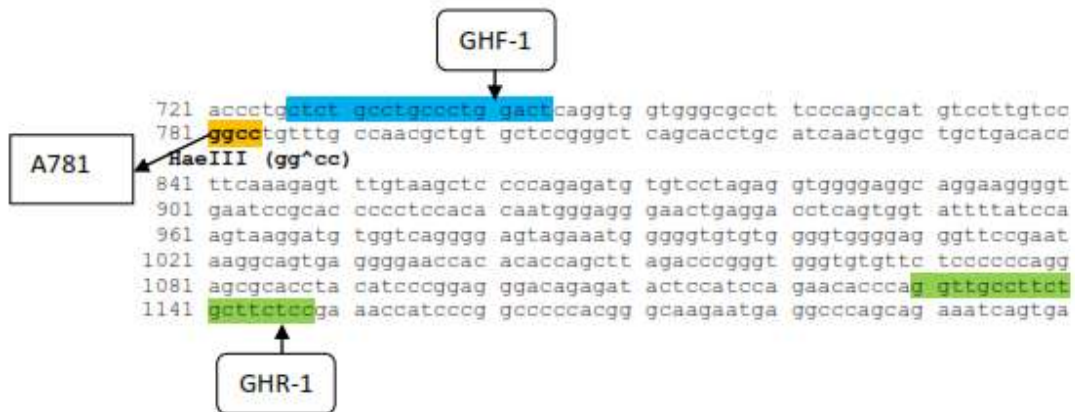 GHF-1
721 accctgctct gcctgccctg gactcaggtg gtgggcgcct tcccagccat gtccttgtcc
781 ggcctgtttg ccaacgctgt gctccgggct cagcacctgc atcaactggc tgctgacacc
A781
HaeIII (gg^cc)
841 ttcaaagagt ttgtaagctc cccagagatg tgtcctagag gtggggaggc aggaaggggt
901 gaatccgcac cccctccaca caatgggagg gaactgagga cctcagtggt attttatcca
961 agtaaggatg tggtcagggg agtagaaatg ggggtgtgtg gggtggggag ggttccgaat
1021 aaggcagtga ggggaaccac acaccagctt agacccgggt gggtgtgttc tccccccagg
1081 agcgcaccta catcccggag ggacagagat actccatcca gaacacccag gttgccttct
1141 gcttctccga aaccatcccg gcccccacgg gcaagaatga ggcccagcag aaatcagtga
GHR-1